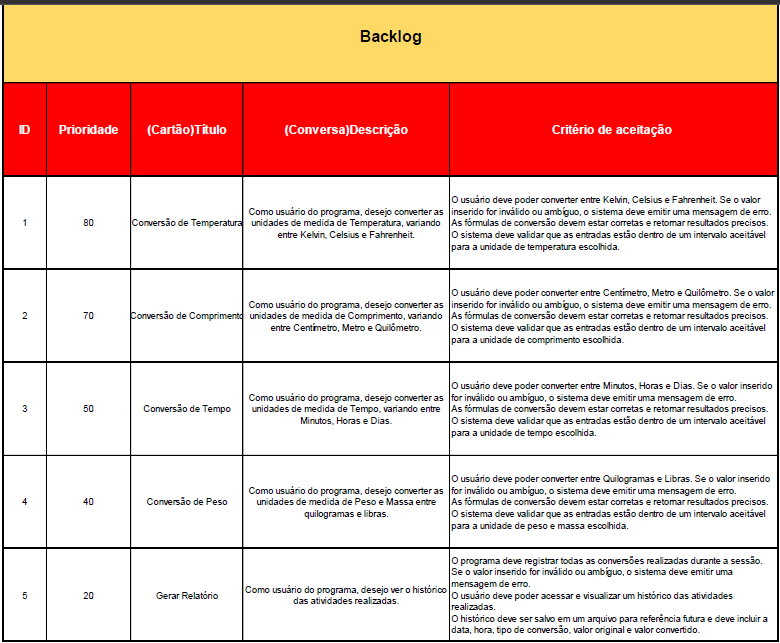 Backlog
ID
Prioridade
(Cartão)Título
(Conversa)Descrição
Critério de aceitação
1
80
Conversão de Temperatura
Como usuário do programa, desejo converter as
unidades de medida de Temperatura, variando
entre Kelvin, Celsius e Fahrenheit.
O usuário deve poder converter entre Kelvin, Celsius e Fahrenheit. Se o valor
inserido for inválido ou ambíguo, o sistema deve emitir uma mensagem de erro.
As fórmulas de conversão devem estar corretas e retornar resultados precisos.
O sistema deve validar que as entradas estão dentro de um intervalo aceitável
para a unidade de temperatura escolhida.
2
70
Conversão de Comprimento
Como usuário do programa, desejo converter as
unidades de medida de Comprimento, variando
entre Centímetro, Metro e Quilômetro.
O usuário deve poder converter entre Centímetro, Metro e Quilômetro. Se o valor
inserido for inválido ou ambíguo, o sistema deve emitir uma mensagem de erro.
As fórmulas de conversão devem estar corretas e retornar resultados precisos.
O sistema deve validar que as entradas estão dentro de um intervalo aceitável
para a unidade de comprimento escolhida.
3
50
Conversão de Tempo
Como usuário do programa, desejo converter as
unidades de medida de Tempo, variando entre
Minutos, Horas e Dias.
O usuário deve poder converter entre Minutos, Horas e Dias. Se o valor inserido
for inválido ou ambíguo, o sistema deve emitir uma mensagem de erro.
As fórmulas de conversão devem estar corretas e retornar resultados precisos.
O sistema deve validar que as entradas estão dentro de um intervalo aceitável
para a unidade de tempo escolhida.
4
40
Conversão de Peso
Como usuário do programa, desejo converter as
unidades de medida de Peso e Massa entre
quilogramas e libras.
O usuário deve poder converter entre Quilogramas e Libras. Se o valor inserido
for inválido ou ambíguo, o sistema deve emitir uma mensagem de erro.
As fórmulas de conversão devem estar corretas e retornar resultados precisos.
O sistema deve validar que as entradas estão dentro de um intervalo aceitável
para a unidade de peso e massa escolhida.
5
20
Gerar Relatório
Como usuário do programa, desejo ver o histórico
das atividades realizadas.
O programa deve registrar todas as conversões realizadas durante a sessão.
Se o valor inserido for inválido ou ambíguo, o sistema deve emitir uma
mensagem de erro.
O usuário deve poder acessar e visualizar um histórico das atividades
realizadas.
O histórico deve ser salvo em um arquivo para referência futura e deve incluir a
data, hora, tipo de conversão, valor original e valor convertido.